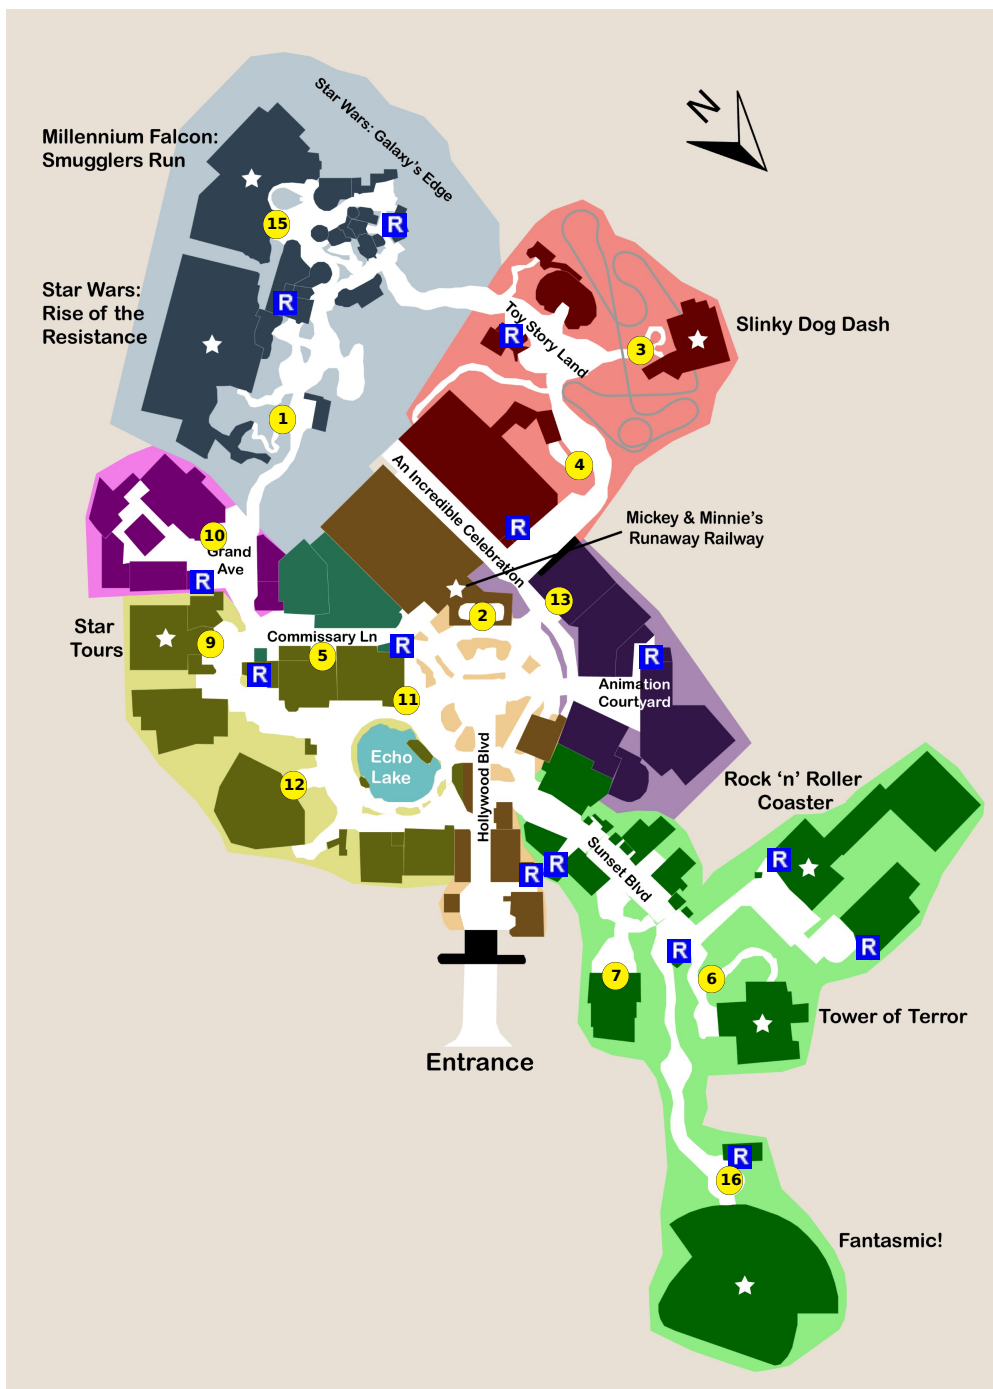 N
Star Wars: Galaxy's Edge
Millennium Falcon:
Smugglers Run
15
R
Star Wars:
Rise of the
Resistance
R
Toy Story Land
R
3
Slinky Dog Dash
1
4
An Incredible Celebration
R
Mickey & Minnie's
Runaway Railway
10
Grand
Ave
R
2
13
Star
Tours
9
Commissary Ln
5
R
R
R
Animation
Courtyard
11
Echo
Lake
12
Hollywood Blvd
Rock 'n' Roller
Coaster
R
R
R
Sunset Blvd
R
R
7
6
Tower of Terror
Entrance
R
16
Fantasmic!